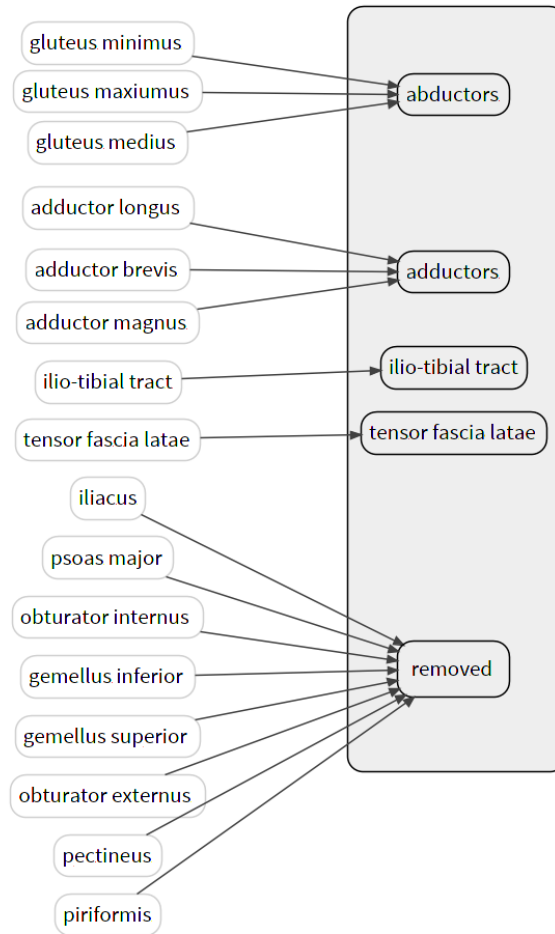 gluteus minimus
gluteus maxiumus
abductors
gluteus medius
adductor longus
adductor brevis
adductors
adductor magnus
ilio-tibial tract
ilio-tibial tract
tensor fascia latae
tensor fascia latae
iliacus
psoas major
obturator internus
gemellus inferior
removed
gemellus superior
obturator externus
pectineus
piriformis